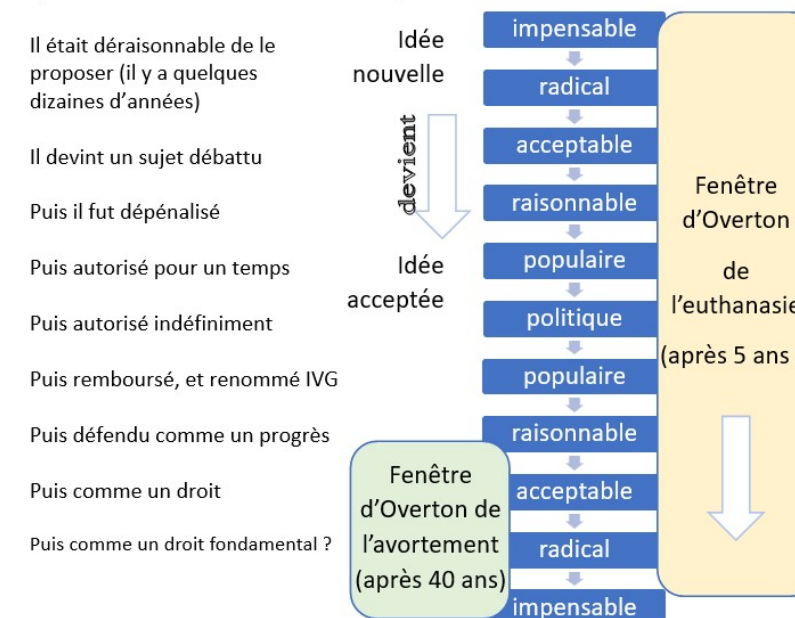 Il était déraisonnable de le
proposer (il y a quelques
dizaines d'années)
Il devint un sujet débattu
Puis il fut dépénalisé
Puis autorisé pour un temps
Puis autorisé indéfiniment
Puis remboursé, et renommé IVG
Puis défendu comme un progrès
Puis comme un droit
Puis comme un droit fondamental ?
Idée
nouvelle
devient
Idée
acceptée
impensable
radical
acceptable
raisonnable
populaire
politique
populaire
raisonnable
acceptable
radical
impensable
Fenêtre
d'Overton de
l'avortement
(après 40 ans)
Fenêtre
d'Overton
de
l'euthanasie
(après 5 ans